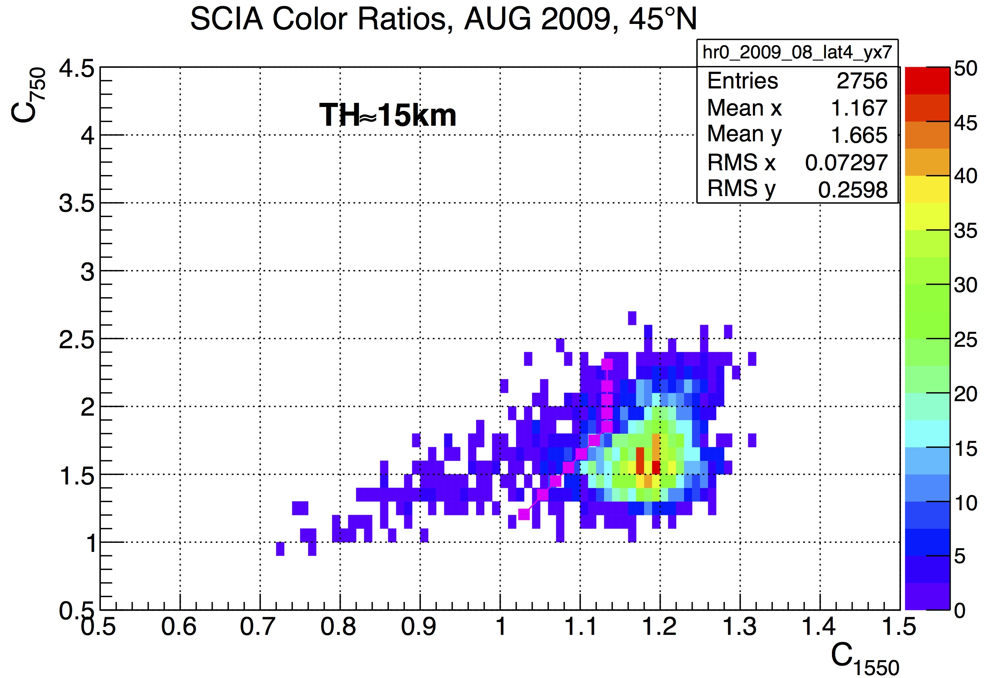 SCIA Color Ratios, AUG 2009, 45°N
hr0_2009_08_lat4_yx7
Entries 2756
Mean x 1.167
Mean y 1.665
RMS x 0.07297
RMS y 0.2598
TH≈15km
C750
4.5
4
3.5
3
2.5
2
1.5
1
0.5
0.5 0.6 0.7 0.8 0.9 1 1.1 1.2 1.3 1.4 1.5
C1550
50
45
40
35
30
25
20
15
10
5
0